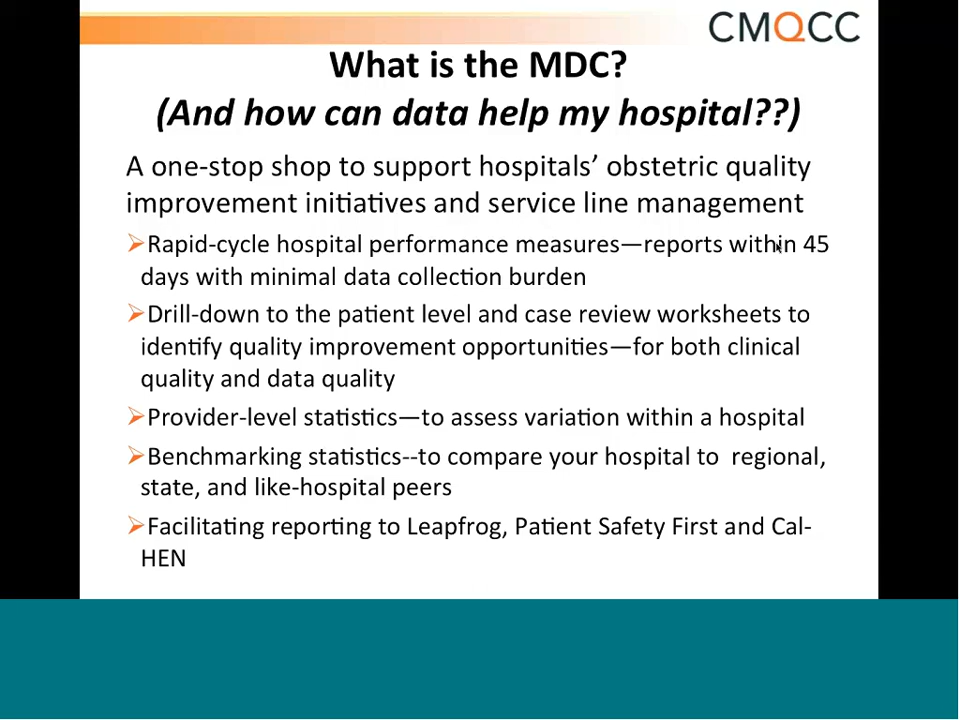 CMQCC
What is the MDC?
(And how can data help my hospital??)
A one-stop shop to support hospitals’ obstetric quality
improvement initiatives and service line management
➢Rapid-cycle hospital performance measures—reports within 45
days with minimal data collection burden
➢Drill-down to the patient level and case review worksheets to
identify quality improvement opportunities—for both clinical
quality and data quality
➢Provider-level statistics—to assess variation within a hospital
➢Benchmarking statistics--to compare your hospital to regional,
state, and like-hospital peers
➢Facilitating reporting to Leapfrog, Patient Safety First and Cal-
HEN